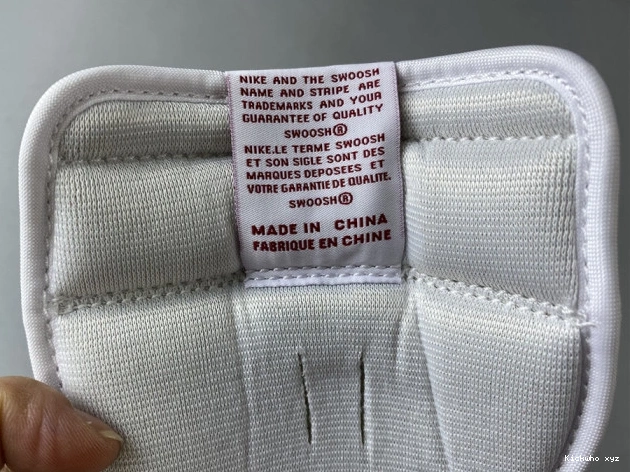 NIKE AND THE SWOOSH
NAME AND STRIPE ARE
TRADEMARKS AND YOUR
GUARANTEE OF QUALITY
SWOOSH®
NIKE.LE TERME SWOOSH
ET SON SIGLE SONT DES
MARQUES DEPOSEES ET
VOTRE GARANTIE DE QUALITE.
SWOOSH®
MADE IN CHINA
FABRIQUE EN CHINE
Kickwho xyz